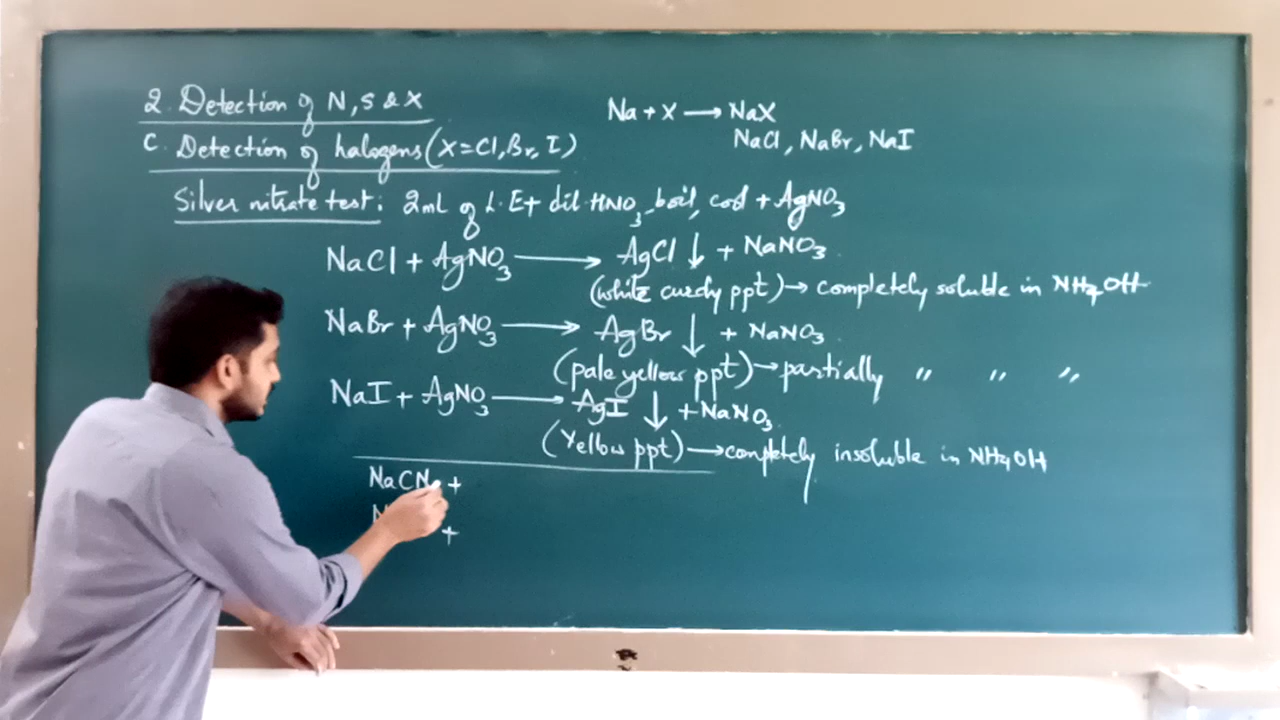 2. Detection of N, S & X
Na + X → NaX
NaCl, NaBr, NaI
C. Detection of halogens (X=Cl, Br, I)
Silver nitrate test: 2mL of L.E + dil HNO3, boil, cool + AgNO3
NaCl + AgNO3 → AgCl ↓ + NaNO3
(white curdy ppt) → completely soluble in NH4OH
NaBr + AgNO3 → AgBr ↓ + NaNO3
(pale yellow ppt) → partially " " "
NaI + AgNO3 → AgI ↓ + NaNO3
(Yellow ppt) → completely insoluble in NH4OH
NaCN +
+